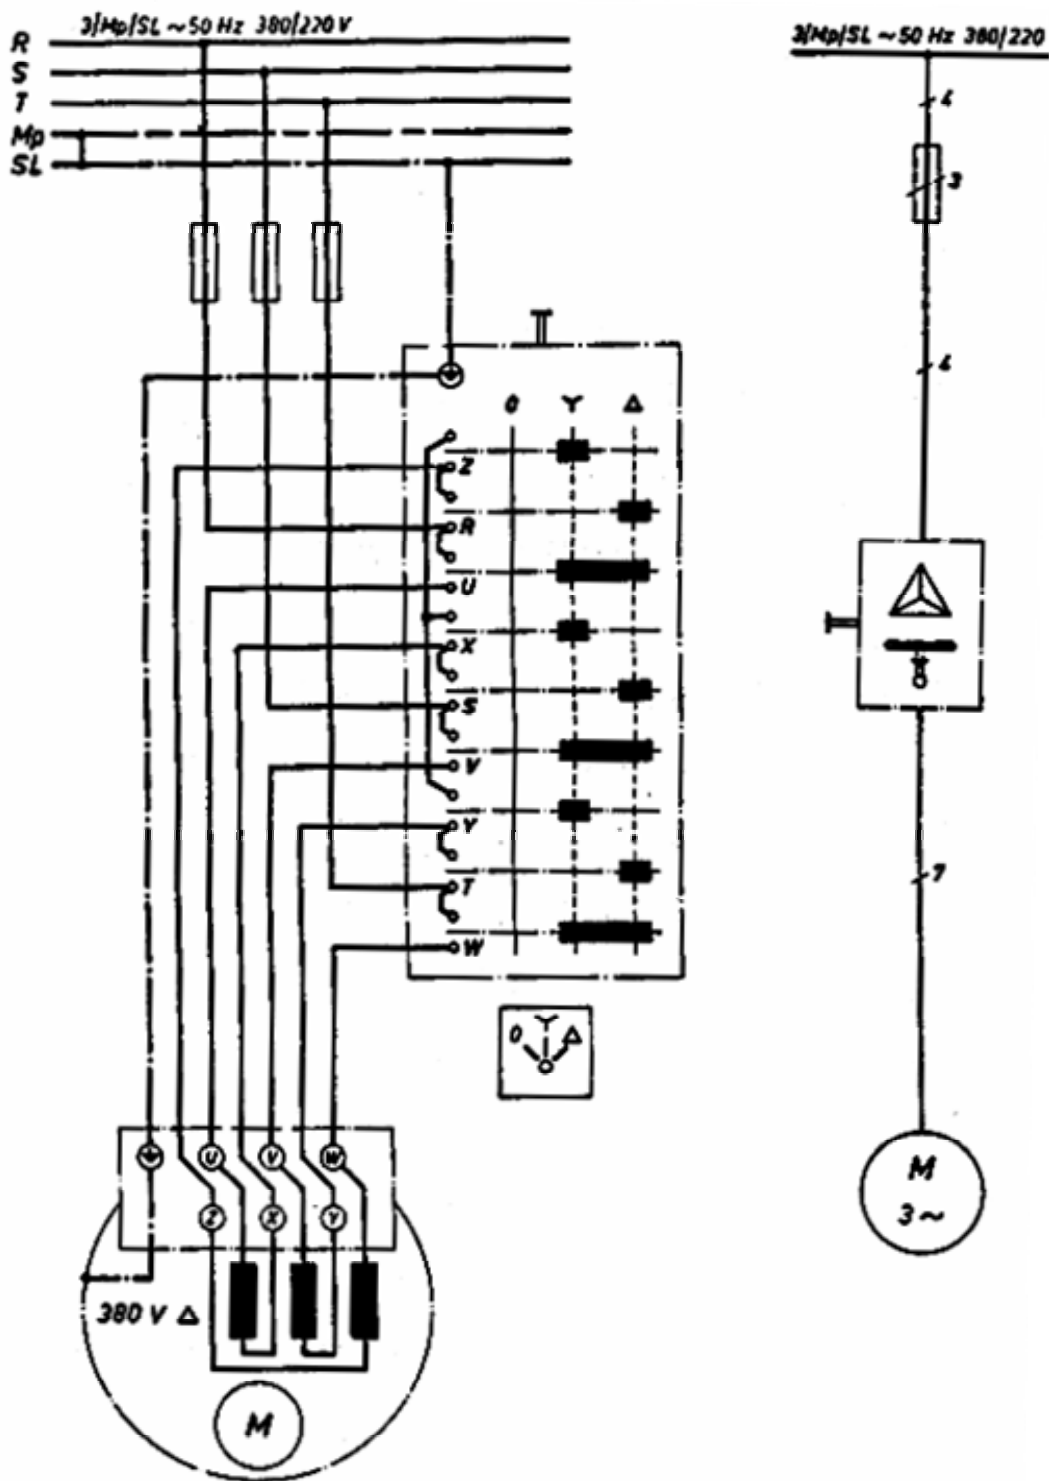 3/Mp/SL ~ 50 Hz 380/220 V
R
S
T
Mp
SL
0 Y Δ
Z
R
U
X
S
V
Y
T
W
0 Y Δ
U V W
Z X Y
380 V Δ
M
3/Mp/SL ~ 50 Hz 380/220
4
3
4
7
M
3 ~